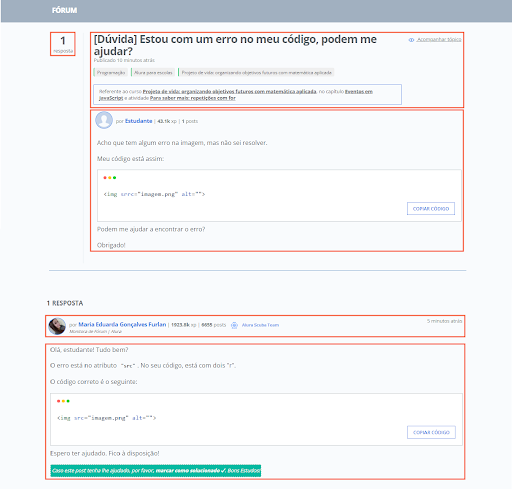 FÓRUM
1
resposta
[Dúvida] Estou com um erro no meu código, podem me
ajudar?
Publicado 10 minutos atrás
Acompanhar tópico
Programação
Alura para escolas
Projeto de vida: organizando objetivos futuros com matemática aplicada
Referente ao curso Projeto de vida: organizando objetivos futuros com matemática aplicada, no capítulo Eventos em
JavaScript e atividade Para saber mais: repetições com for
por Estudante | 43.1k xp | 1 posts
Acho que tem algum erro na imagem, mas não sei resolver.
Meu código está assim:
<img srrc="imagem.png" alt="">
COPIAR CÓDIGO
Podem me ajudar a encontrar o erro?
Obrigado!
1 RESPOSTA
por Maria Eduarda Gonçalves Furlan | 1023.0k xp | 6655 posts Alura Scuba Team
Monitora de Fórum | Alura
5 minutos atrás
Olá, estudante! Tudo bem?
O erro está no atributo "src". No seu código, está com dois "r".
O código correto é o seguinte:
<img src="imagem.png" alt="">
COPIAR CÓDIGO
Espero ter ajudado. Fico à disposição!
Caso este post tenha lhe ajudado, por favor, marcar como solucionado ✓. Bons Estudos!